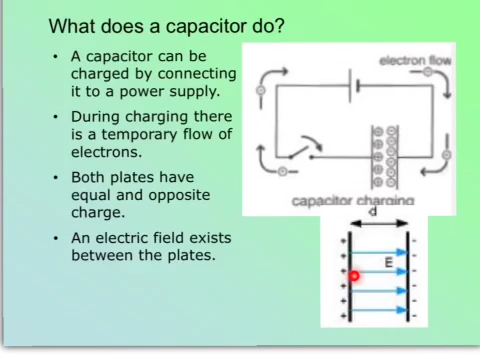 What does a capacitor do?
• A capacitor can be
charged by connecting
it to a power supply.
• During charging there
is a temporary flow of
electrons.
• Both plates have
equal and opposite
charge.
• An electric field exists
between the plates.
electron flow
capacitor charging
d
E